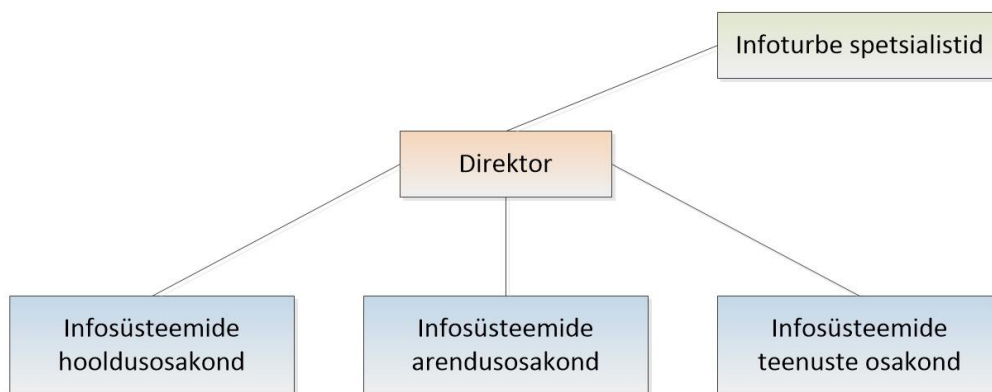 Infoturbe spetsialistid
Direktor
Infosüsteemide
hooldusosakond
Infosüsteemide
arendusosakond
Infosüsteemide
teenuste osakond